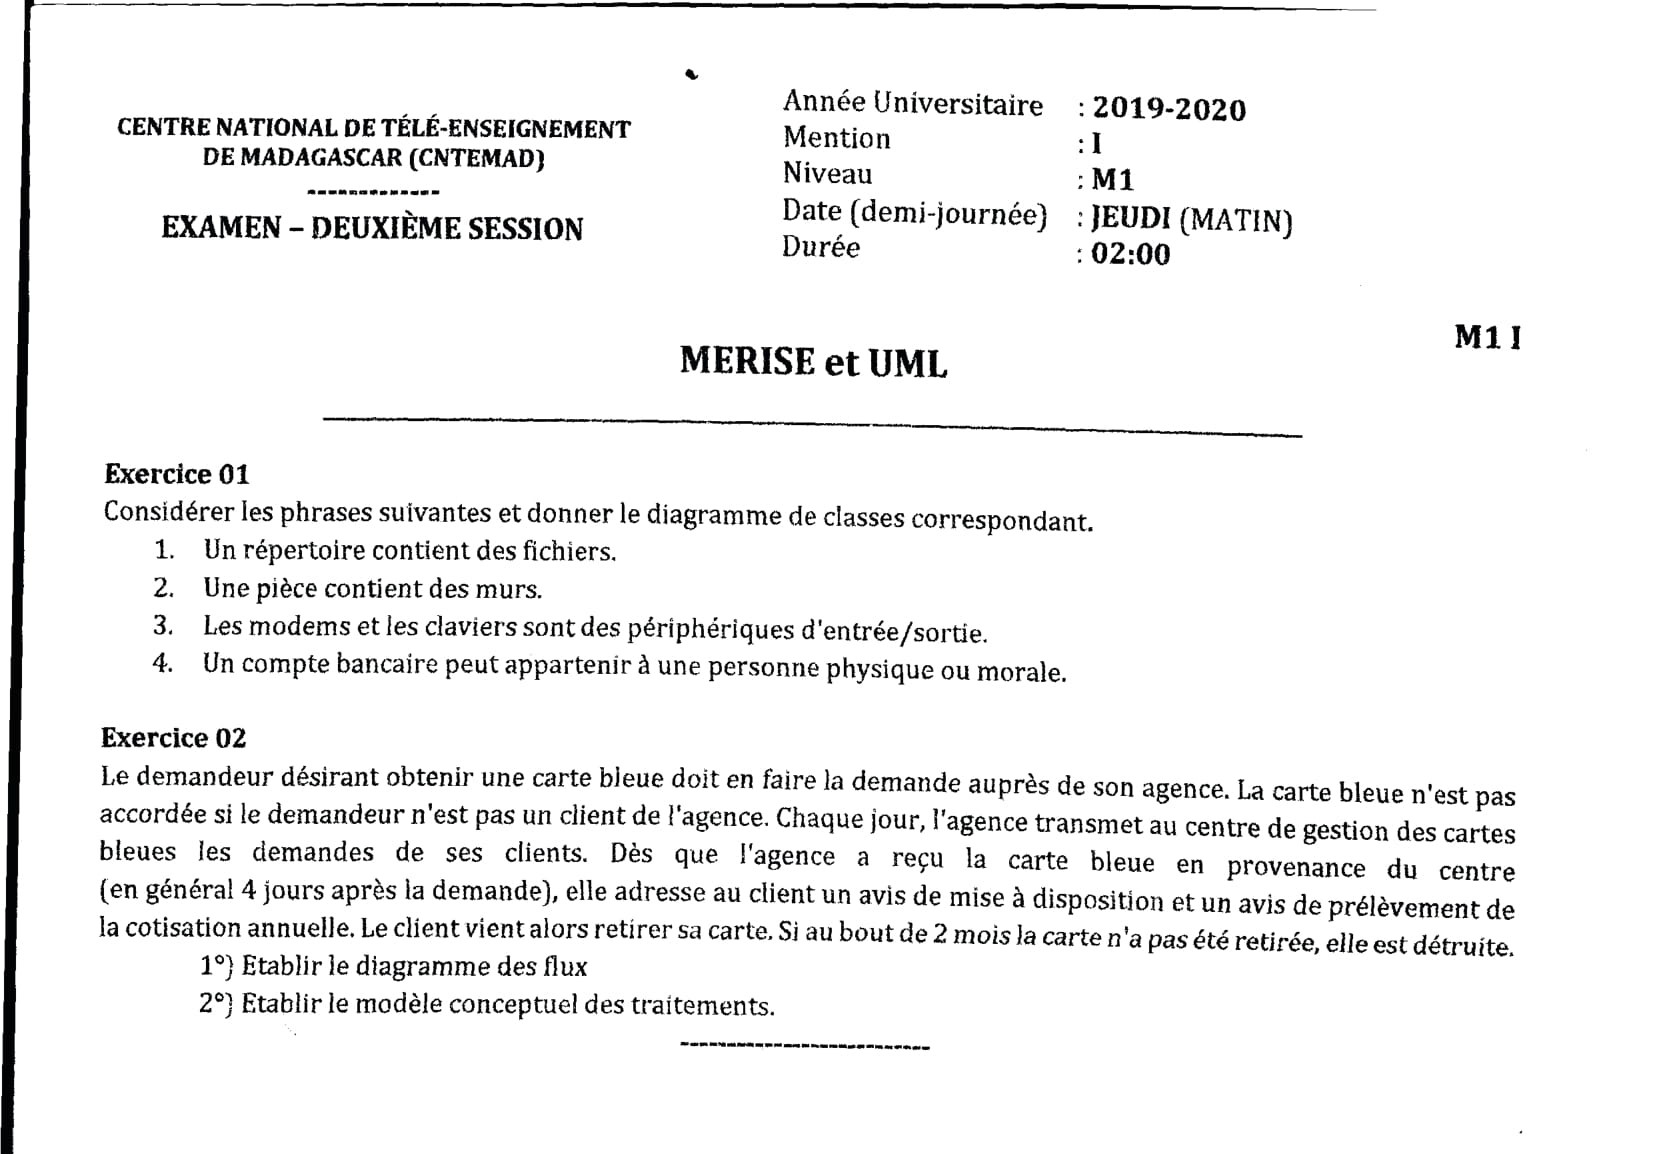 CENTRE NATIONAL DE TÉLÉ-ENSEIGNEMENT
DE MADAGASCAR (CNTEMAD)
--------------
EXAMEN – DEUXIÈME SESSION
Année Universitaire : 2019-2020
Mention : I
Niveau : M1
Date (demi-journée) : JEUDI (MATIN)
Durée : 02:00
M1 I
MERISE et UML
Exercice 01
Considérer les phrases suivantes et donner le diagramme de classes correspondant.
1. Un répertoire contient des fichiers.
2. Une pièce contient des murs.
3. Les modems et les claviers sont des périphériques d'entrée/sortie.
4. Un compte bancaire peut appartenir à une personne physique ou morale.
Exercice 02
Le demandeur désirant obtenir une carte bleue doit en faire la demande auprès de son agence. La carte bleue n'est pas
accordée si le demandeur n'est pas un client de l'agence. Chaque jour, l'agence transmet au centre de gestion des cartes
bleues les demandes de ses clients. Dès que l'agence a reçu la carte bleue en provenance du centre
(en général 4 jours après la demande), elle adresse au client un avis de mise à disposition et un avis de prélèvement de
la cotisation annuelle. Le client vient alors retirer sa carte. Si au bout de 2 mois la carte n'a pas été retirée, elle est détruite.
1°) Etablir le diagramme des flux
2°) Etablir le modèle conceptuel des traitements.
---------------------------